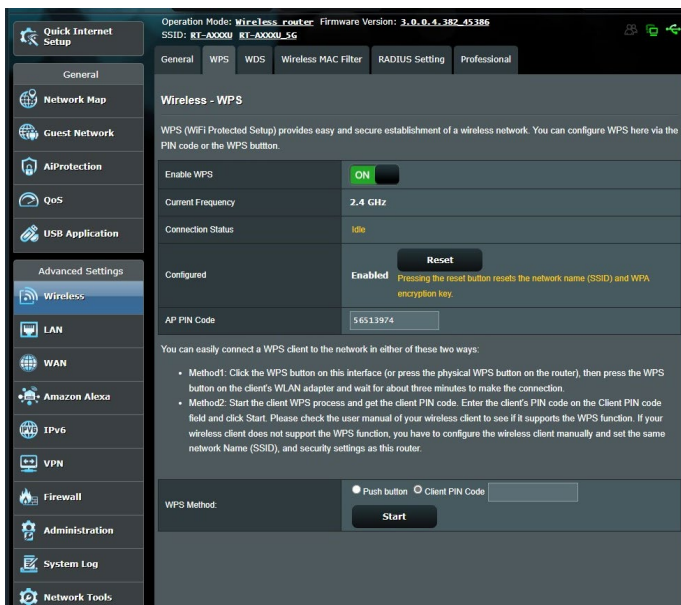 Quick Internet
Setup
General
Network Map
Guest Network
AiProtection
QoS
USB Application
Advanced Settings
Wireless
LAN
WAN
Amazon Alexa
IPv6
VPN
Firewall
Administration
System Log
Network Tools
Operation Mode: Wireless router Firmware Version: 3.0.0.4.382_45386
SSID: RT-AXXXU RT-AXXXU_5G
General WPS WDS Wireless MAC Filter RADIUS Setting Professional
Wireless - WPS
WPS (WiFi Protected Setup) provides easy and secure establishment of a wireless network. You can configure WPS here via the
PIN code or the WPS buttton.
Enable WPS ON
Current Frequency 2.4 GHz
Connection Status Idle
Configured Enabled Reset
Pressing the reset button resets the network name (SSID) and WPA
encryption key.
AP PIN Code 56513974
You can easily connect a WPS client to the network in either of these two ways:
• Method1: Click the WPS button on this interface (or press the physical WPS button on the router), then press the WPS
button on the client's WLAN adapter and wait for about three minutes to make the connection.
• Method2: Start the client WPS process and get the client PIN code. Enter the client's PIN code on the Client PIN code
field and click Start. Please check the user manual of your wireless client to see if it supports the WPS function. If your
wireless client does not support the WPS function, you have to configure the wireless client manually and set the same
network Name (SSID), and security settings as this router.
WPS Method: Push button Client PIN Code
Start